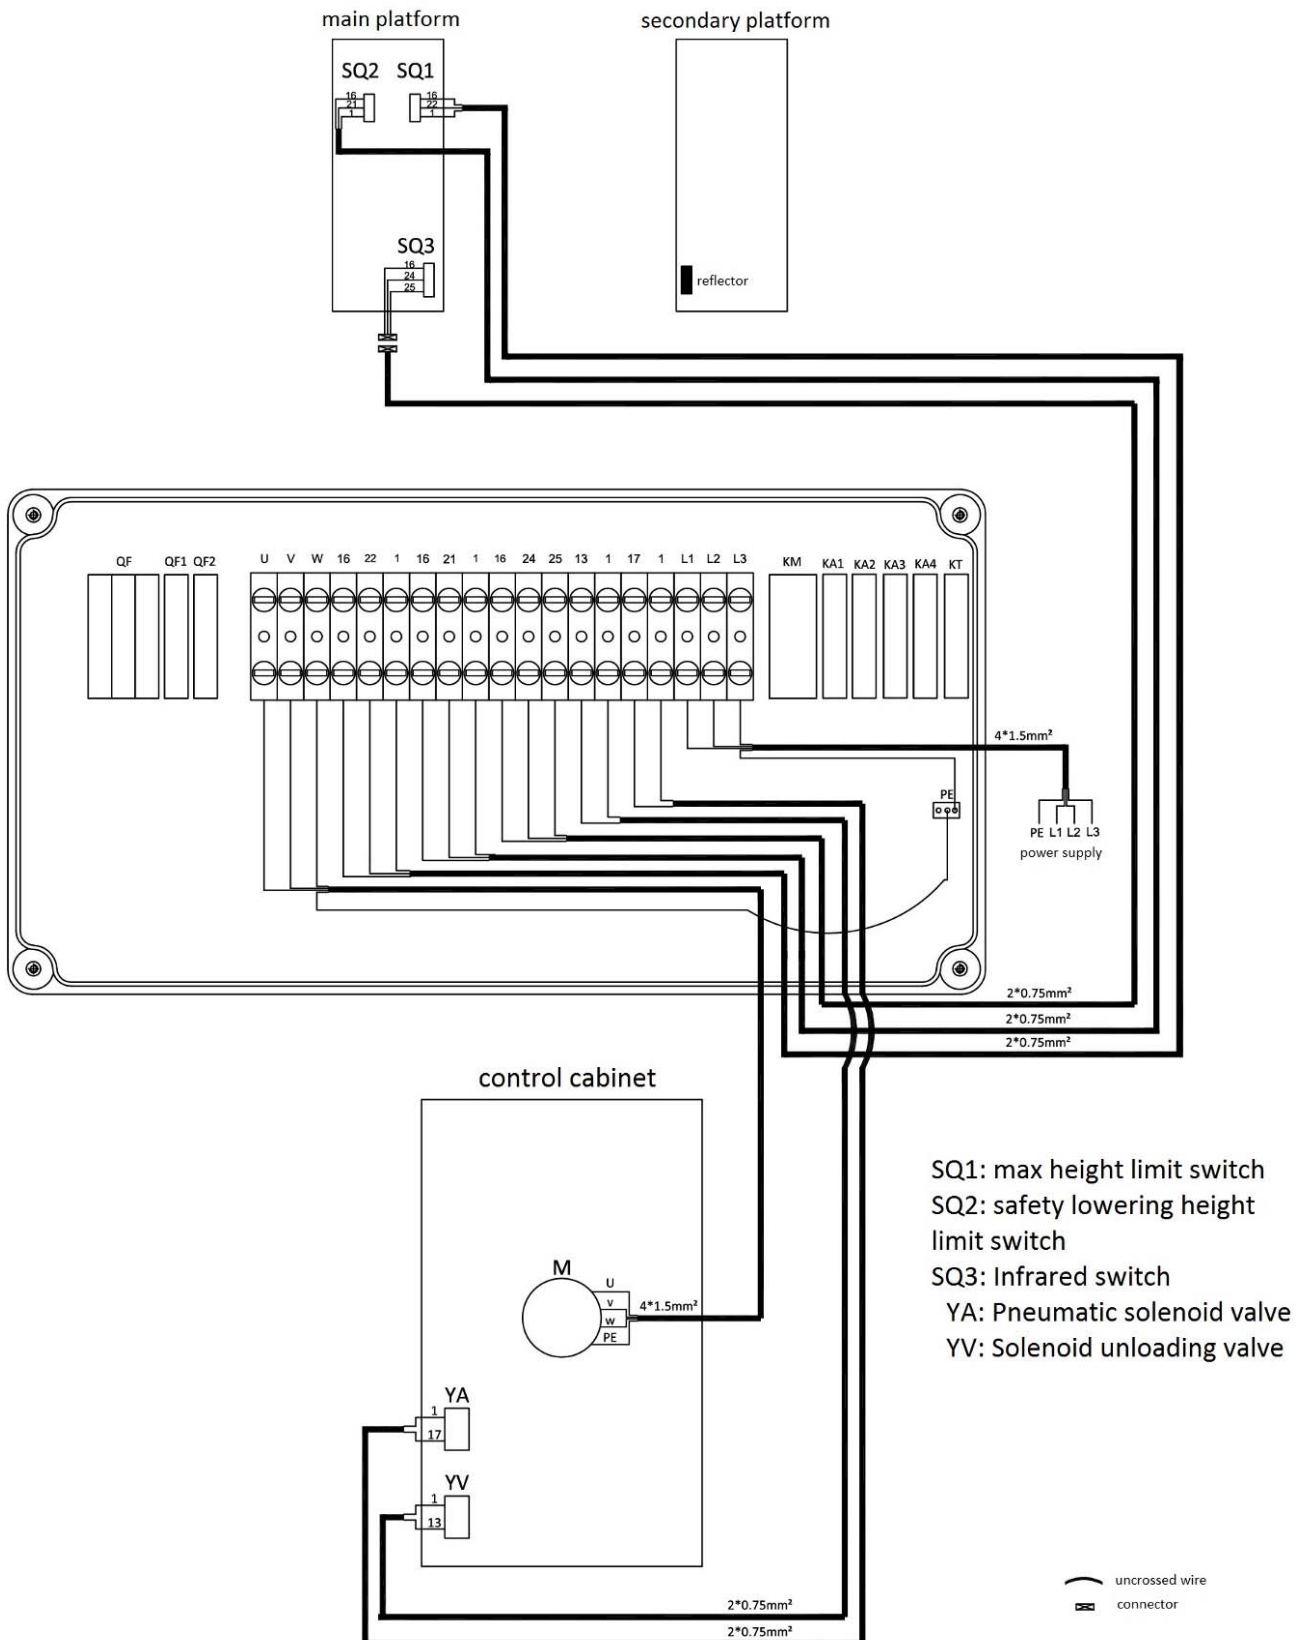 main platform
secondary platform
SQ2 SQ1
16
21
1
16
22
1
SQ3
16
24
25
reflector
QF QF1 QF2 U V W 16 22 1 16 21 1 16 24 25 13 1 17 1 L1 L2 L3 KM KA1 KA2 KA3 KA4 KT
4*1.5mm²
PE
PE L1 L2 L3
power supply
2*0.75mm²
2*0.75mm²
2*0.75mm²
control cabinet
SQ1: max height limit switch
SQ2: safety lowering height
limit switch
SQ3: Infrared switch
YA: Pneumatic solenoid valve
YV: Solenoid unloading valve
M
U
V
W
PE
4*1.5mm²
YA
1
17
YV
1
13
uncrossed wire
connector
2*0.75mm²
2*0.75mm²